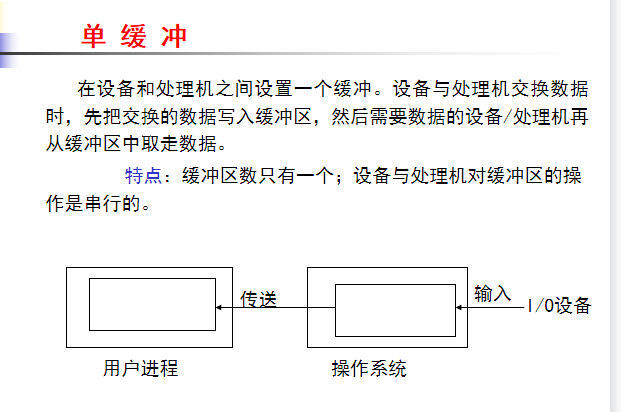 单 缓 冲
在设备和处理机之间设置一个缓冲。设备与处理机交换数据
时，先把交换的数据写入缓冲区，然后需要数据的设备/处理机再
从缓冲区中取走数据。
特点：缓冲区数只有一个；设备与处理机对缓冲区的操
作是串行的。
传送
输入
I/O设备
用户进程
操作系统